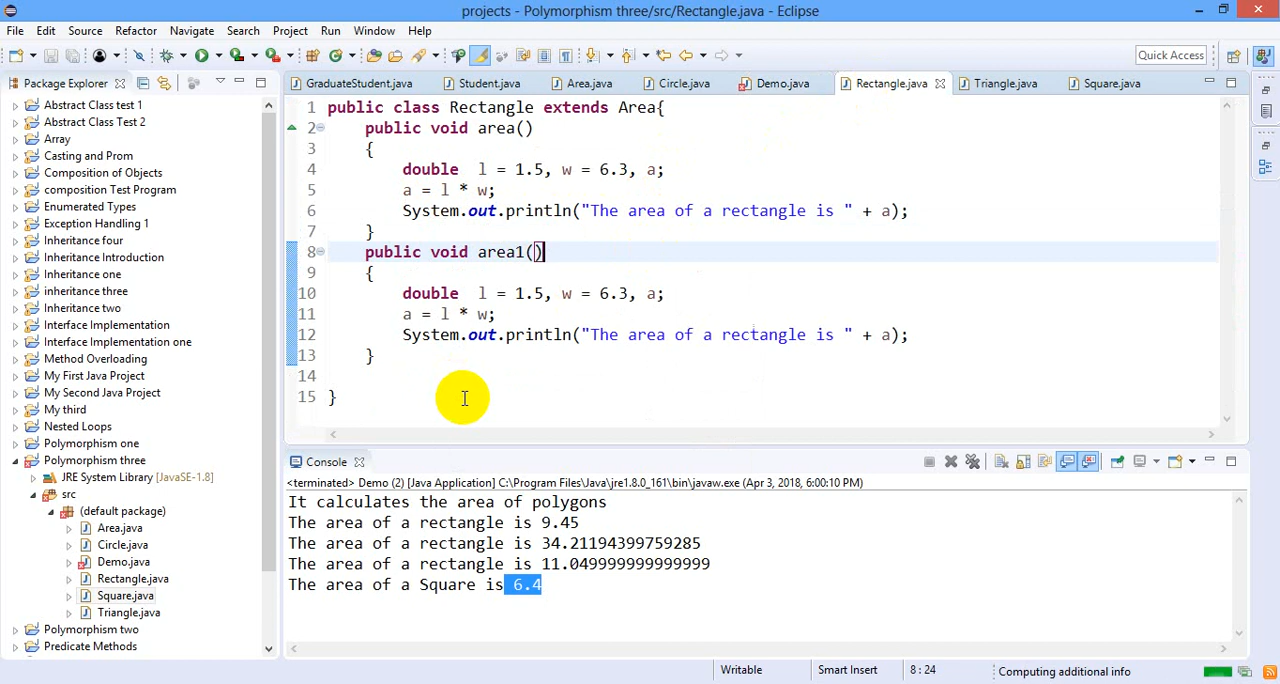 projects - Polymorphism three/src/Rectangle.java - Eclipse
File Edit Source Refactor Navigate Search Project Run Window Help
Quick Access
Package Explorer
Abstract Class test 1
Abstract Class Test 2
Array
Casting and Prom
Composition of Objects
composition Test Program
Enumerated Types
Exception Handling 1
Inheritance four
Inheritance Introduction
Inheritance one
inheritance three
Inheritance two
Interface Implementation
Interface Implementation one
Method Overloading
My First Java Project
My Second Java Project
My third
Nested Loops
Polymorphism one
Polymorphism three
JRE System Library [JavaSE-1.8]
src
(default package)
Area.java
Circle.java
Demo.java
Rectangle.java
Square.java
Triangle.java
Polymorphism two
Predicate Methods
GraduateStudent.java Student.java Area.java Circle.java Demo.java Rectangle.java Triangle.java Square.java
1 public class Rectangle extends Area{
2 public void area()
3 {
4 double l = 1.5, w = 6.3, a;
5 a = l * w;
6 System.out.println("The area of a rectangle is " + a);
7 }
8 public void area1()
9 {
10 double l = 1.5, w = 6.3, a;
11 a = l * w;
12 System.out.println("The area of a rectangle is " + a);
13 }
14
15 }
Console
<terminated> Demo (2) [Java Application] C:\Program Files\Java\jre1.8.0_161\bin\javaw.exe (Apr 3, 2018, 6:00:10 PM)
It calculates the area of polygons
The area of a rectangle is 9.45
The area of a rectangle is 34.21194399759285
The area of a rectangle is 11.049999999999999
The area of a Square is 6.4
Writable Smart Insert 8 : 24 Computing additional info